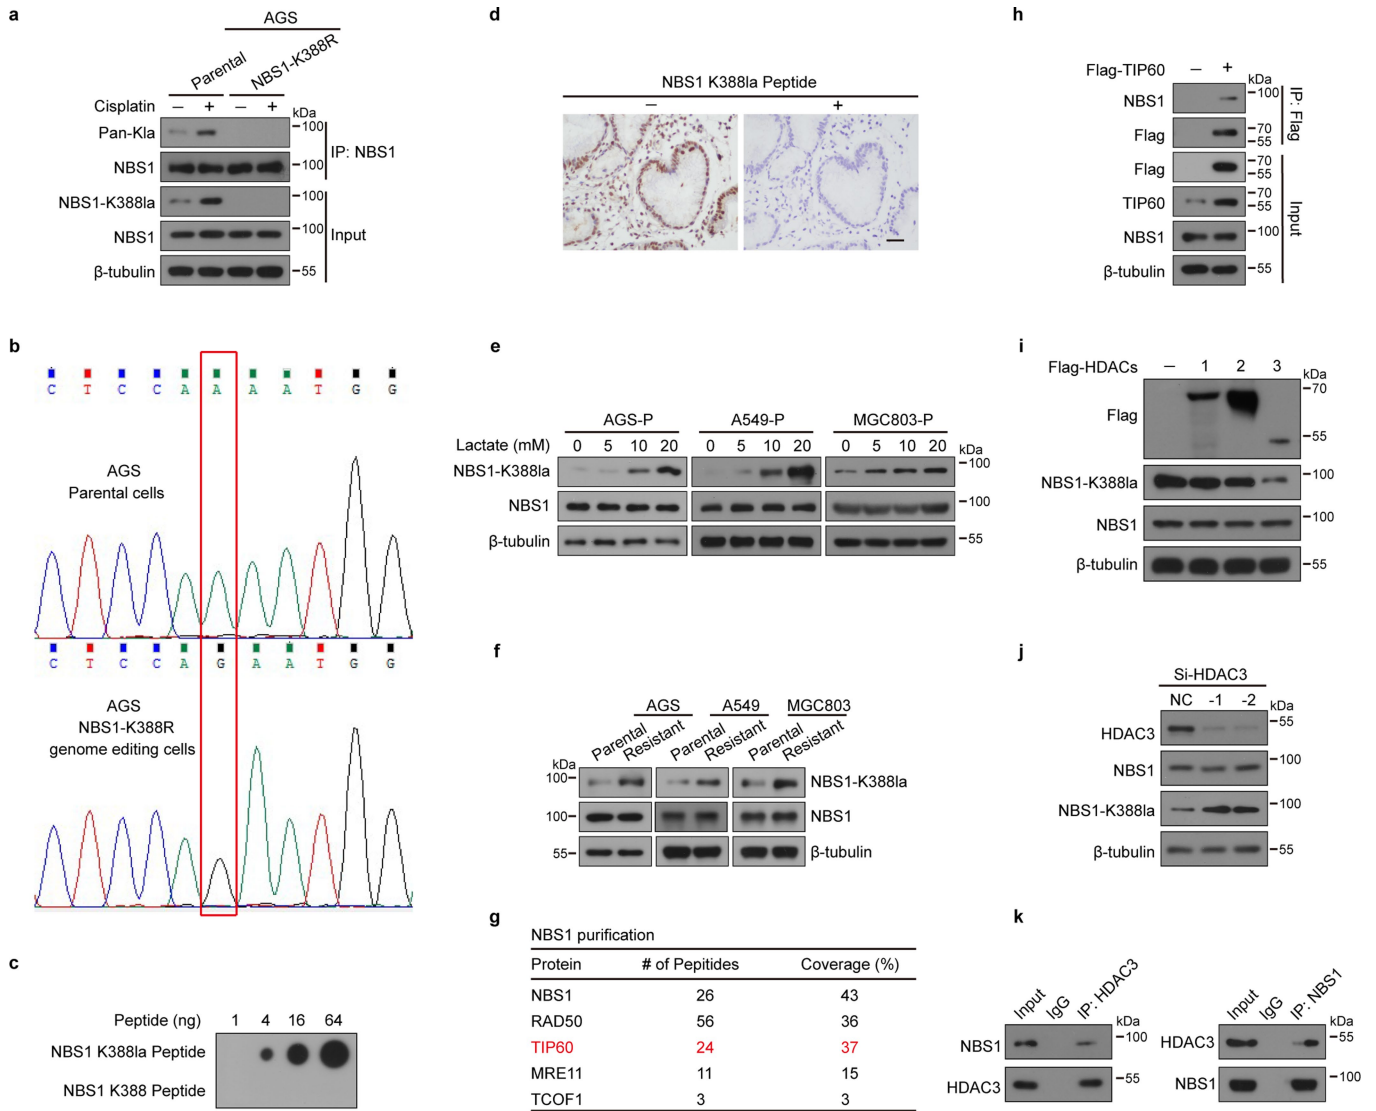 a
AGS
Parental
NBS1-K388R
Cisplatin − + − +
kDa
Pan-Kla
100
NBS1
100
IP: NBS1
NBS1-K388la
100
NBS1
100
Input
β-tubulin
55
b
C T C C A A A A T G G
AGS
Parental cells
C T C C A G A A T G G
AGS
NBS1-K388R
genome editing cells
c
Peptide (ng) 1 4 16 64
NBS1 K388la Peptide
NBS1 K388 Peptide
d
NBS1 K388la Peptide
− +
e
AGS-P A549-P MGC803-P
Lactate (mM) 0 5 10 20 0 5 10 20 0 5 10 20
kDa
NBS1-K388la
100
NBS1
100
β-tubulin
55
f
AGS A549 MGC803
Parental Resistant Parental Resistant Parental Resistant
kDa
100 NBS1-K388la
100 NBS1
55 β-tubulin
g
NBS1 purification
Protein # of Peptides Coverage (%)
NBS1 26 43
RAD50 56 36
TIP60 24 37
MRE11 11 15
TCOF1 3 3
h
Flag-TIP60 − +
kDa
NBS1
100
Flag
70
55
IP: Flag
Flag
70
55
TIP60
70
55
NBS1
100
β-tubulin
55
Input
i
Flag-HDACs − 1 2 3
kDa
70
Flag
55
NBS1-K388la
100
NBS1
100
β-tubulin
55
j
Si-HDAC3
NC -1 -2
kDa
HDAC3
55
NBS1
100
NBS1-K388la
100
β-tubulin
55
k
Input IgG IP: HDAC3
kDa
NBS1
100
HDAC3
55
Input IgG IP: NBS1
kDa
HDAC3
55
NBS1
100